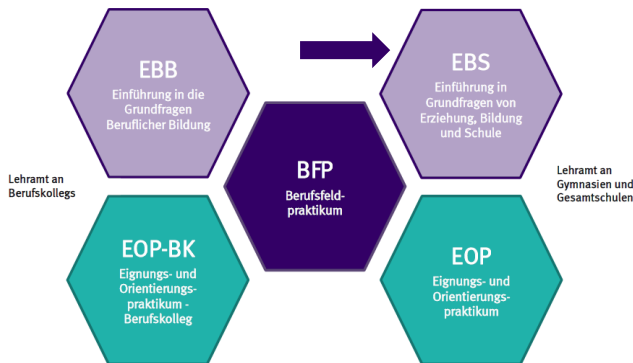 EBB
Einführung in die
Grundfragen
Beruflicher Bildung
EBS
Einführung in
Grundfragen von
Erziehung, Bildung
und Schule
BFP
Berufsfeld-
praktikum
Lehramt an
Berufskollegs
Lehramt an
Gymnasien und
Gesamtschulen
EOP-BK
Eignungs- und
Orientierungs-
praktikum -
Berufskolleg
EOP
Eignungs- und
Orientierungs-
praktikum